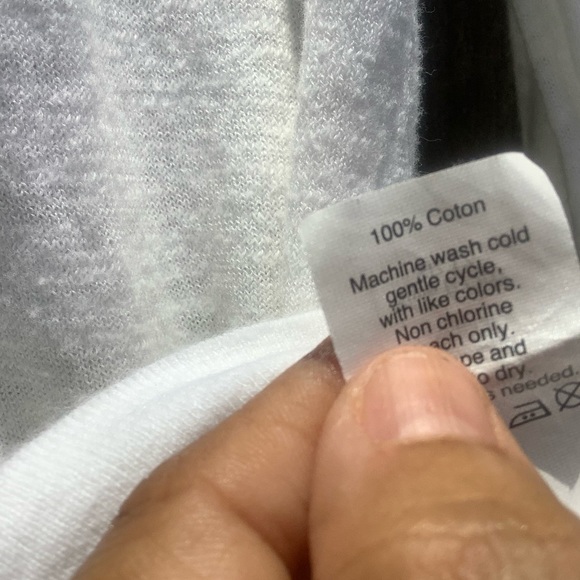 100% Coton
Machine wash cold
gentle cycle,
with like colors.
Non chlorine
only.
and
dry.
needed.